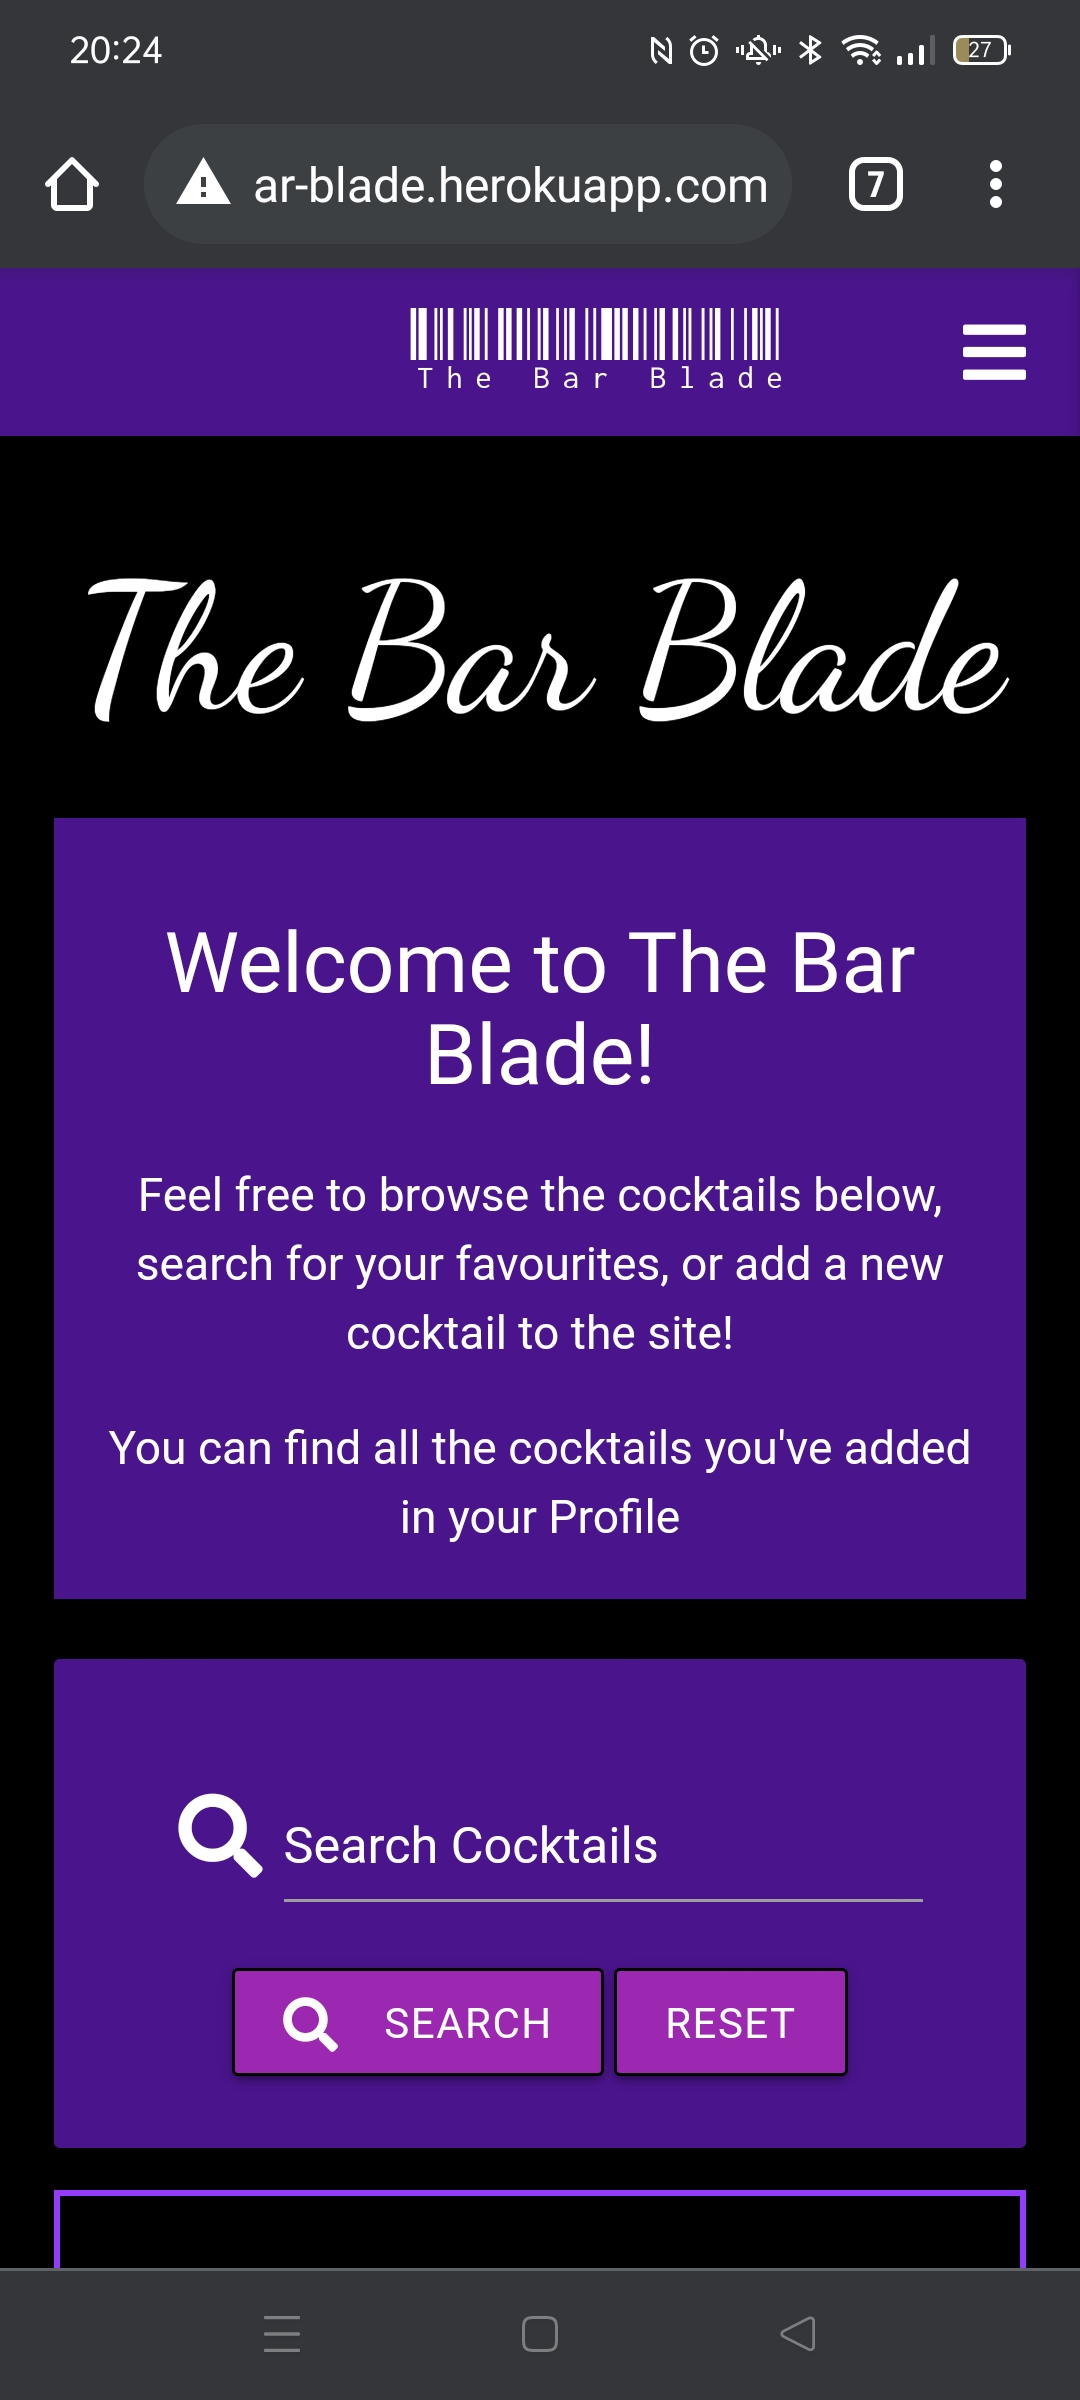 20:24
27
ar-blade.herokuapp.com
7
The Bar Blade
The Bar Blade
Welcome to The Bar
Blade!
Feel free to browse the cocktails below,
search for your favourites, or add a new
cocktail to the site!
You can find all the cocktails you've added
in your Profile
Search Cocktails
SEARCH
RESET